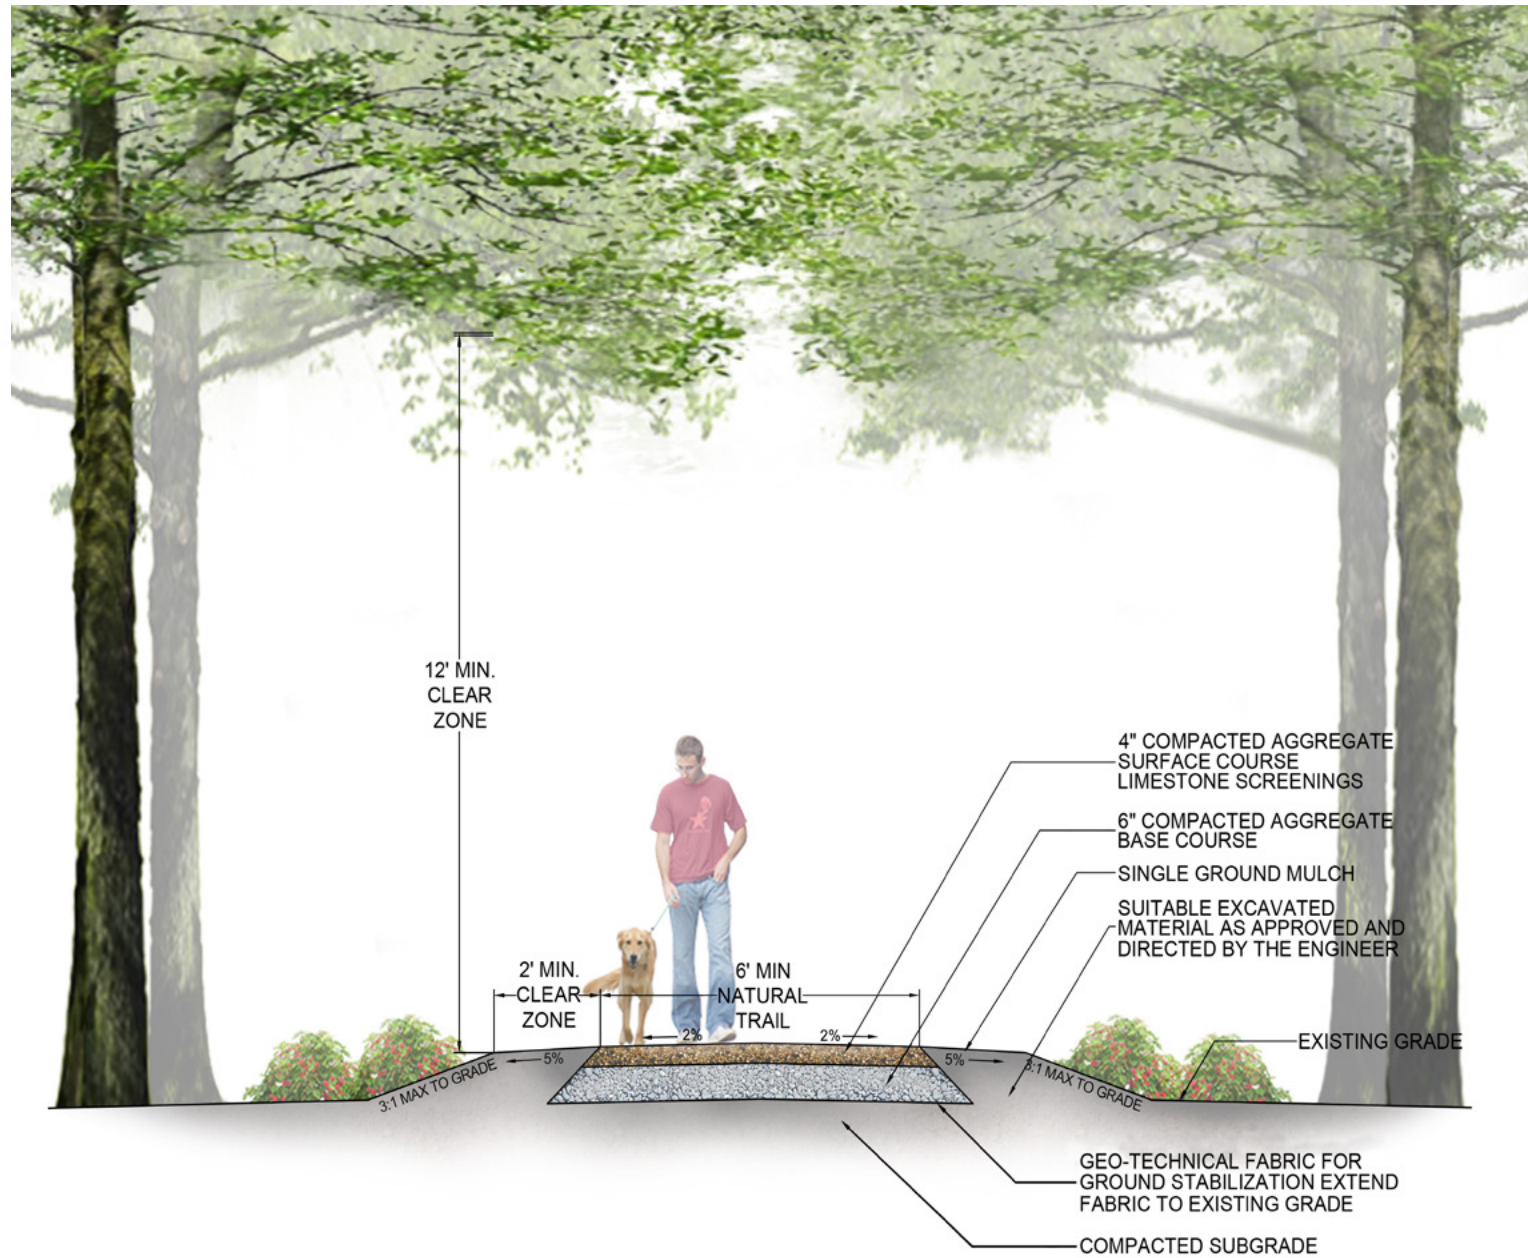 12' MIN.
CLEAR
ZONE
4" COMPACTED AGGREGATE
SURFACE COURSE
LIMESTONE SCREENINGS
6" COMPACTED AGGREGATE
BASE COURSE
SINGLE GROUND MULCH
SUITABLE EXCAVATED
MATERIAL AS APPROVED AND
DIRECTED BY THE ENGINEER
2' MIN.
CLEAR
ZONE
6' MIN
NATURAL
TRAIL
2%
2%
5%
5%
3:1 MAX TO GRADE
3:1 MAX TO GRADE
EXISTING GRADE
GEO-TECHNICAL FABRIC FOR
GROUND STABILIZATION EXTEND
FABRIC TO EXISTING GRADE
COMPACTED SUBGRADE